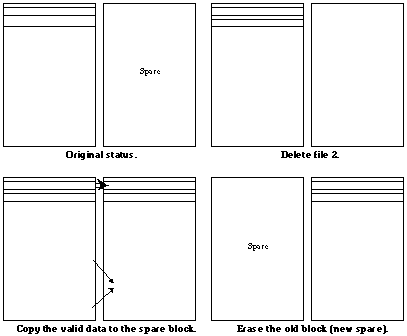 Spare
Original status.
Delete file 2.
Spare
Copy the valid data to the spare block.
Erase the old block (new spare).